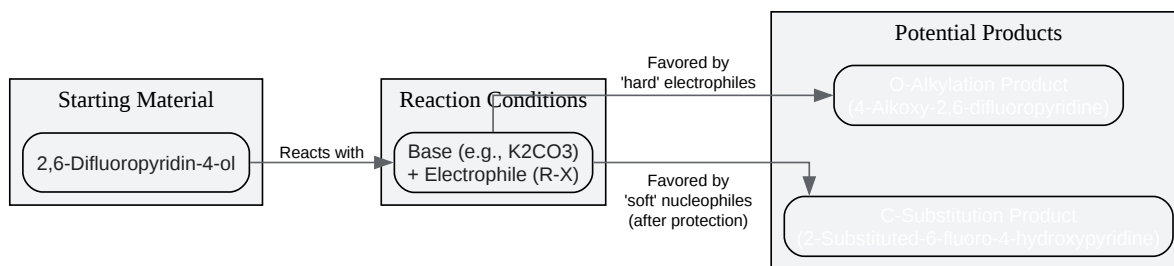 Starting Material
2,6-Difluoropyridin-4-ol
Reacts with
Reaction Conditions
Base (e.g., K2CO3)
+ Electrophile (R-X)
Favored by
'hard' electrophiles
Favored by
'soft' nucleophiles
(after protection)
Potential Products
O-Alkylation Product
(4-Alkoxy-2,6-difluoropyridine)
C-Substitution Product
(2-Substituted-6-fluoro-4-hydroxypyridine)